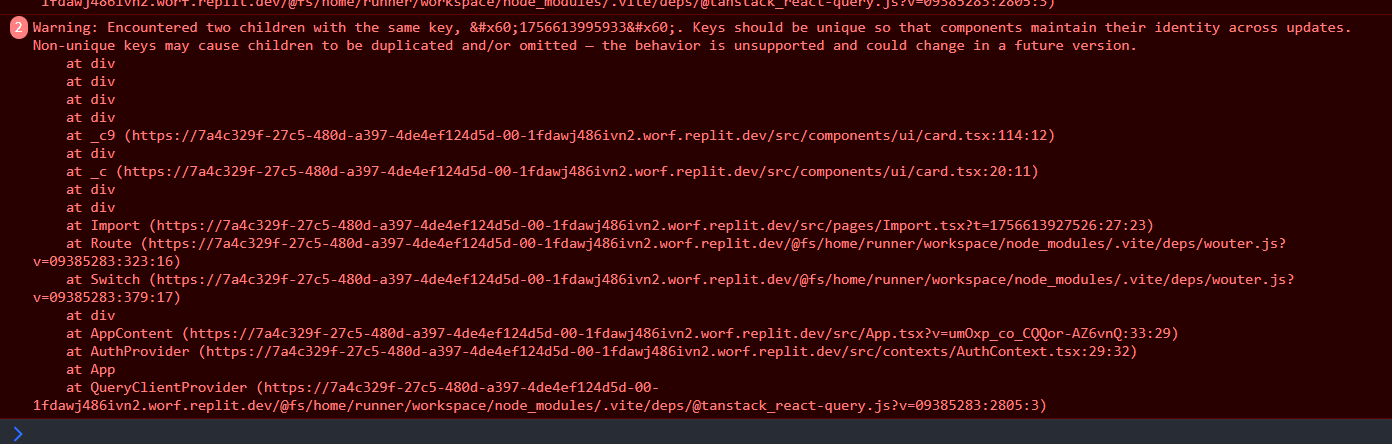 1fdawj486ivn2.worf.replit.dev/@fs/home/runner/workspace/node_modules/.vite/deps/@tanstack_react-query.js?v=09385283:2805:3)
2 Warning: Encountered two children with the same key, &#x60;1756613995933&#x60;. Keys should be unique so that components maintain their identity across updates.
Non-unique keys may cause children to be duplicated and/or omitted — the behavior is unsupported and could change in a future version.
at div
at div
at div
at div
at _c9 (https://7a4c329f-27c5-480d-a397-4de4ef124d5d-00-1fdawj486ivn2.worf.replit.dev/src/components/ui/card.tsx:114:12)
at div
at _c (https://7a4c329f-27c5-480d-a397-4de4ef124d5d-00-1fdawj486ivn2.worf.replit.dev/src/components/ui/card.tsx:20:11)
at div
at div
at Import (https://7a4c329f-27c5-480d-a397-4de4ef124d5d-00-1fdawj486ivn2.worf.replit.dev/src/pages/Import.tsx?t=1756613927526:27:23)
at Route (https://7a4c329f-27c5-480d-a397-4de4ef124d5d-00-1fdawj486ivn2.worf.replit.dev/@fs/home/runner/workspace/node_modules/.vite/deps/wouter.js?
v=09385283:323:16)
at Switch (https://7a4c329f-27c5-480d-a397-4de4ef124d5d-00-1fdawj486ivn2.worf.replit.dev/@fs/home/runner/workspace/node_modules/.vite/deps/wouter.js?
v=09385283:379:17)
at div
at AppContent (https://7a4c329f-27c5-480d-a397-4de4ef124d5d-00-1fdawj486ivn2.worf.replit.dev/src/App.tsx?v=umOxp_co_CQQor-AZ6vnQ:33:29)
at AuthProvider (https://7a4c329f-27c5-480d-a397-4de4ef124d5d-00-1fdawj486ivn2.worf.replit.dev/src/contexts/AuthContext.tsx:29:32)
at App
at QueryClientProvider (https://7a4c329f-27c5-480d-a397-4de4ef124d5d-00-
1fdawj486ivn2.worf.replit.dev/@fs/home/runner/workspace/node_modules/.vite/deps/@tanstack_react-query.js?v=09385283:2805:3)